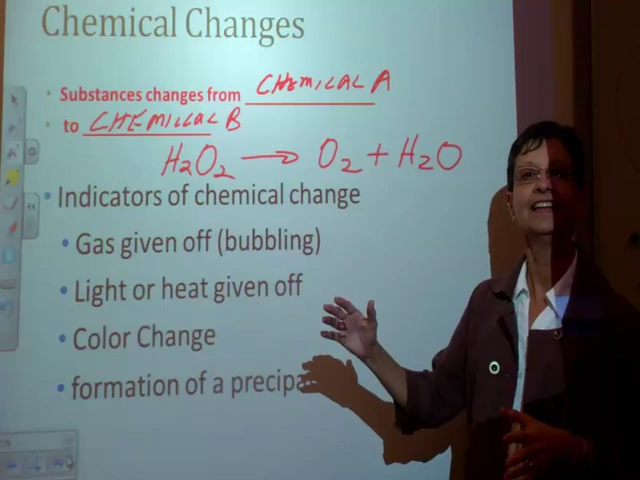 Chemical Changes
• Substances changes from CHEMICAL A
• to CHEMICAL B
H₂O₂ → O₂ + H₂O
• Indicators of chemical change
• Gas given off (bubbling)
• Light or heat given off
• Color Change
• formation of a precipa